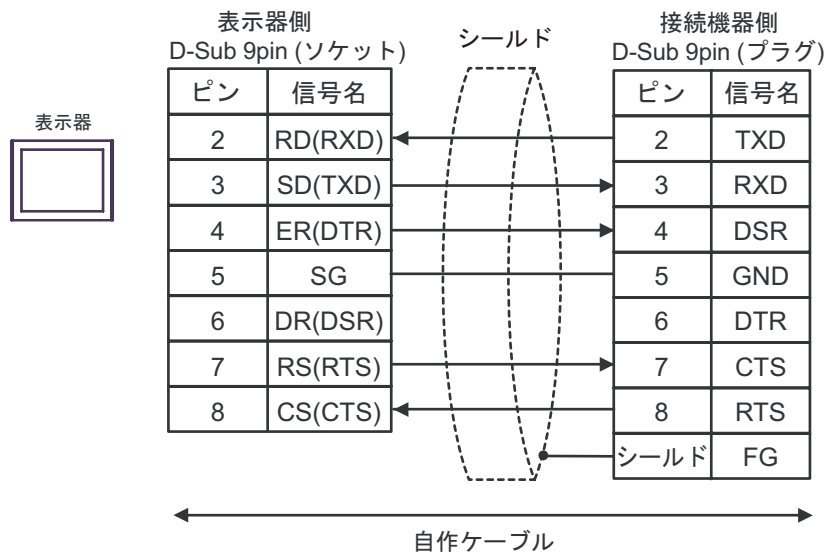 表示器側
D-Sub 9pin (ソケット)
シールド
接続機器側
D-Sub 9pin (プラグ)
表示器
ピン 信号名 ピン 信号名
2 RD(RXD) 2 TXD
3 SD(TXD) 3 RXD
4 ER(DTR) 4 DSR
5 SG 5 GND
6 DR(DSR) 6 DTR
7 RS(RTS) 7 CTS
8 CS(CTS) 8 RTS
シールド FG
自作ケーブル